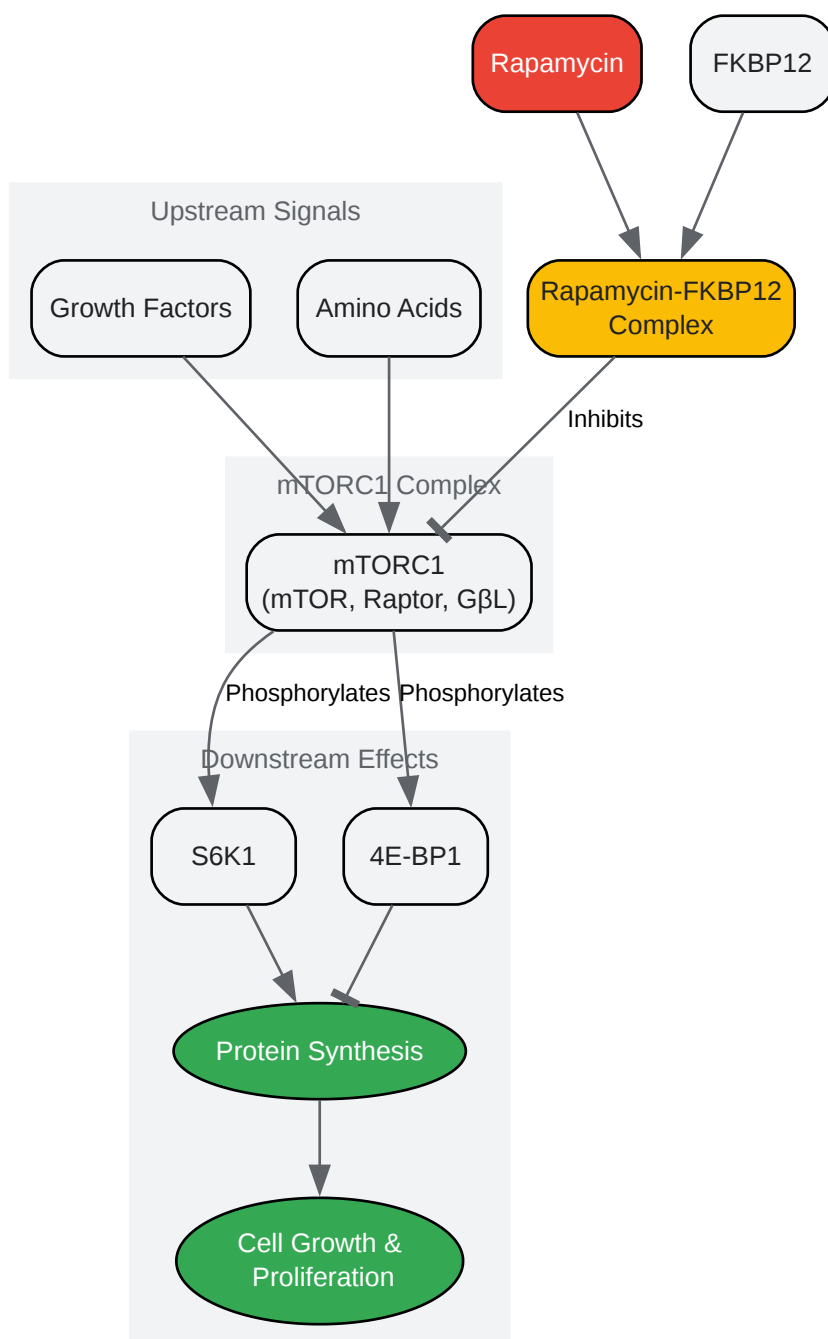 Rapamycin
FKBP12
Upstream Signals
Growth Factors
Amino Acids
Rapamycin-FKBP12
Complex
Inhibits
mTORC1 Complex
mTORC1
(mTOR, Raptor, GβL)
Phosphorylates
Phosphorylates
Downstream Effects
S6K1
4E-BP1
Protein Synthesis
Cell Growth &
Proliferation